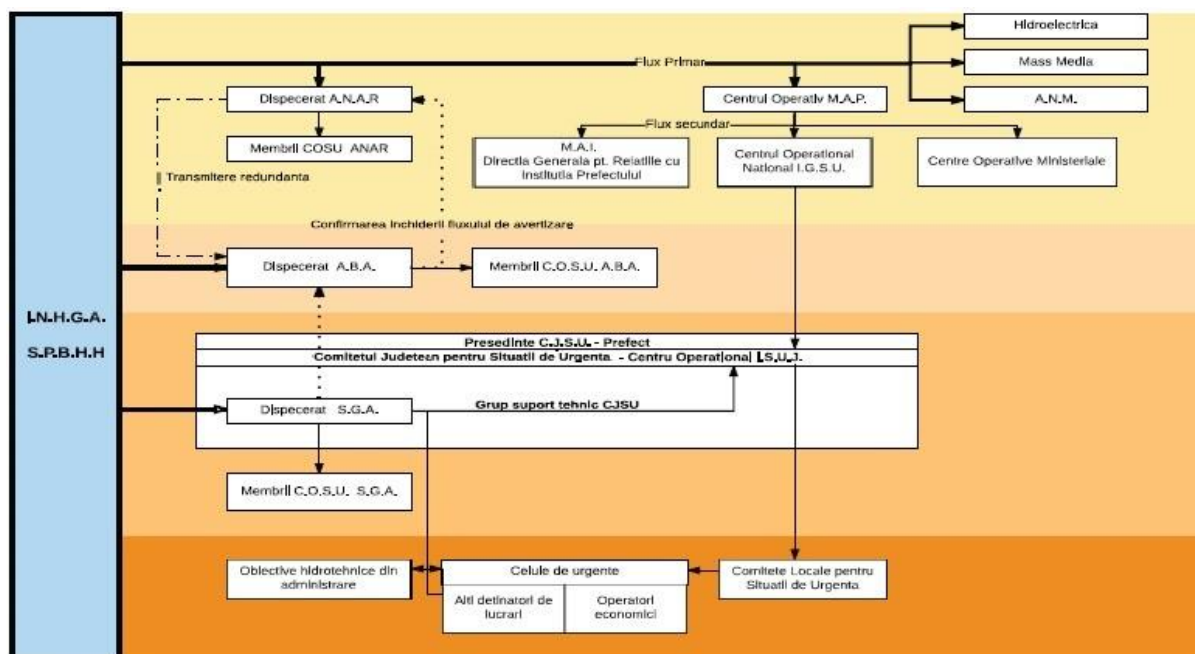 Hidroelectrica
Flux Primar
Mass Media
Dispecerat A.N.A.R
Centrul Operativ M.A.P.
A.N.M.
Flux secundar
Membrii COSU ANAR
M.A.I.
Directia Generala pt. Relatiile cu
Institutia Prefectului
Centrul Operational
National I.G.S.U.
Centre Operative Ministeriale
Transmitere redundanta
Confirmarea inchiderii fluxului de avertizare
Dispecerat A.B.A.
Membrii C.O.S.U. A.B.A.
I.N.H.G.A.
S.P.B.H.H
Presedinte C.J.S.U. - Prefect
Comitetul Judetean pentru Situatii de Urgenta. - Centru Operational I.S.U.J.
Dispecerat S.G.A.
Grup suport tehnic CJSU
Membrii C.O.S.U. S.G.A.
Obiective hidrotehnice din
administrare
Celule de urgente
Comitete Locale pentru
Situatii de Urgenta
Alti detinatori de
lucrari
Operatori
economici